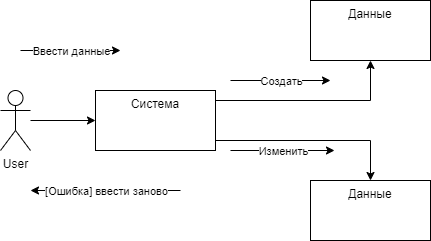 Данные
Ввести данные
Создать
Система
Изменить
User
[Ошибка] ввести заново
Данные